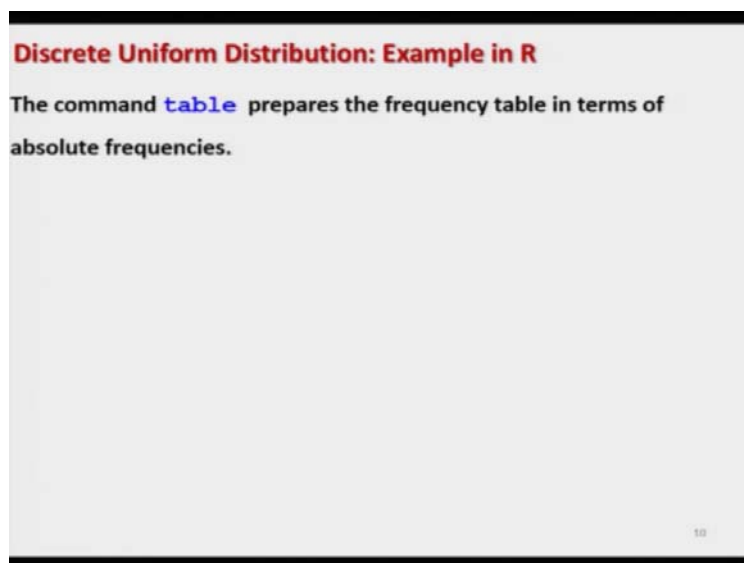 Discrete Uniform Distribution: Example in R
The command table prepares the frequency table in terms of
absolute frequencies.
10